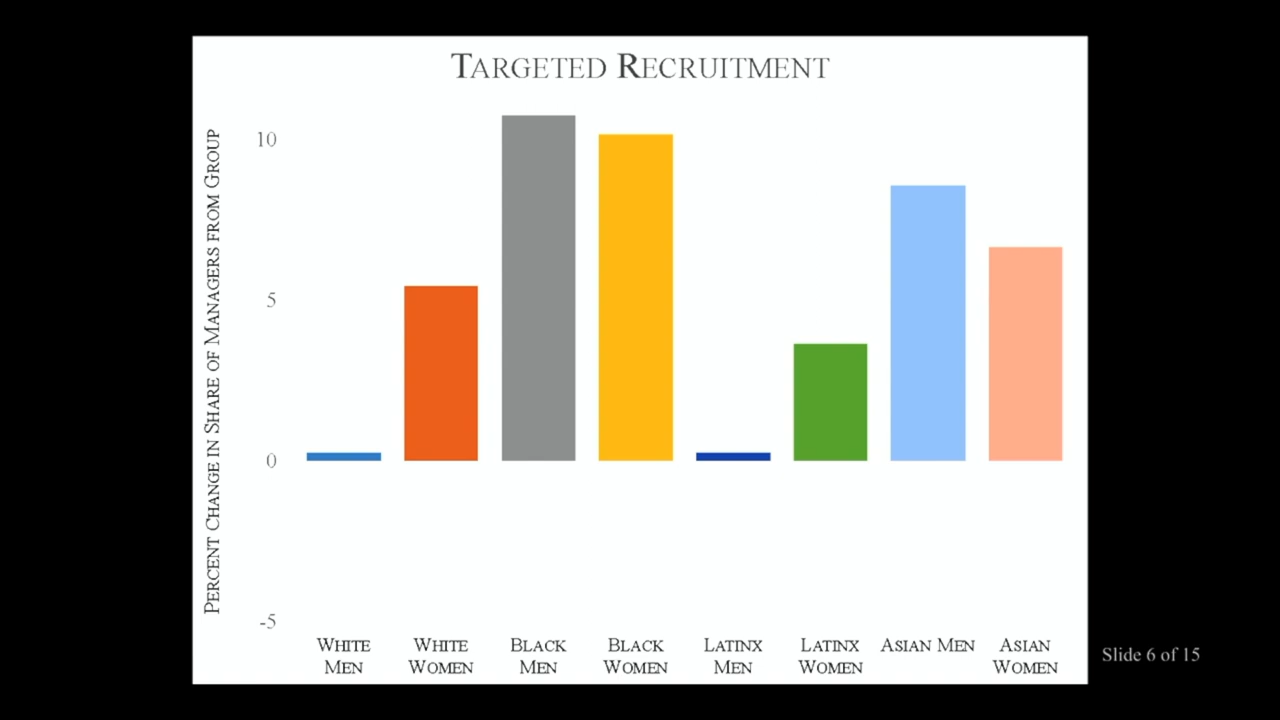 TARGETED RECRUITMENT
PERCENT CHANGE IN SHARE OF MANAGERS FROM GROUP
10
5
0
-5
WHITE
MEN
WHITE
WOMEN
BLACK
MEN
BLACK
WOMEN
LATINX
MEN
LATINX
WOMEN
ASIAN MEN
ASIAN
WOMEN
Slide 6 of 15